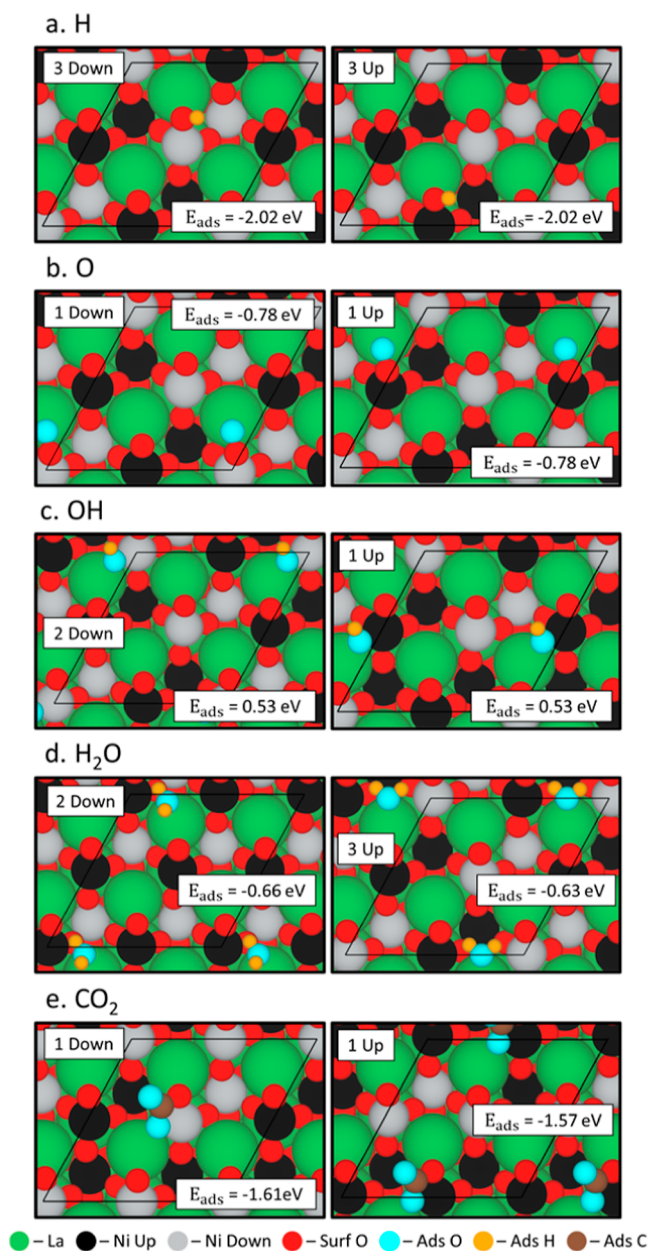 a. H
3 Down
3 Up
E_ads = -2.02 eV
E_ads = -2.02 eV
b. O
1 Down
E_ads = -0.78 eV
1 Up
E_ads = -0.78 eV
c. OH
1 Up
2 Down
E_ads = 0.53 eV
E_ads = 0.53 eV
d. H₂O
2 Down
3 Up
E_ads = -0.66 eV
E_ads = -0.63 eV
e. CO₂
1 Down
1 Up
E_ads = -1.57 eV
E_ads = -1.61eV
– La – Ni Up – Ni Down – Surf O – Ads O – Ads H – Ads C